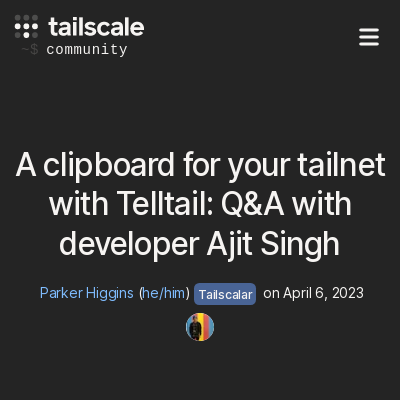 tailscale
~$ community
A clipboard for your tailnet
with Telltail: Q&A with
developer Ajit Singh
Parker Higgins (he/him) Tailscalar on April 6, 2023